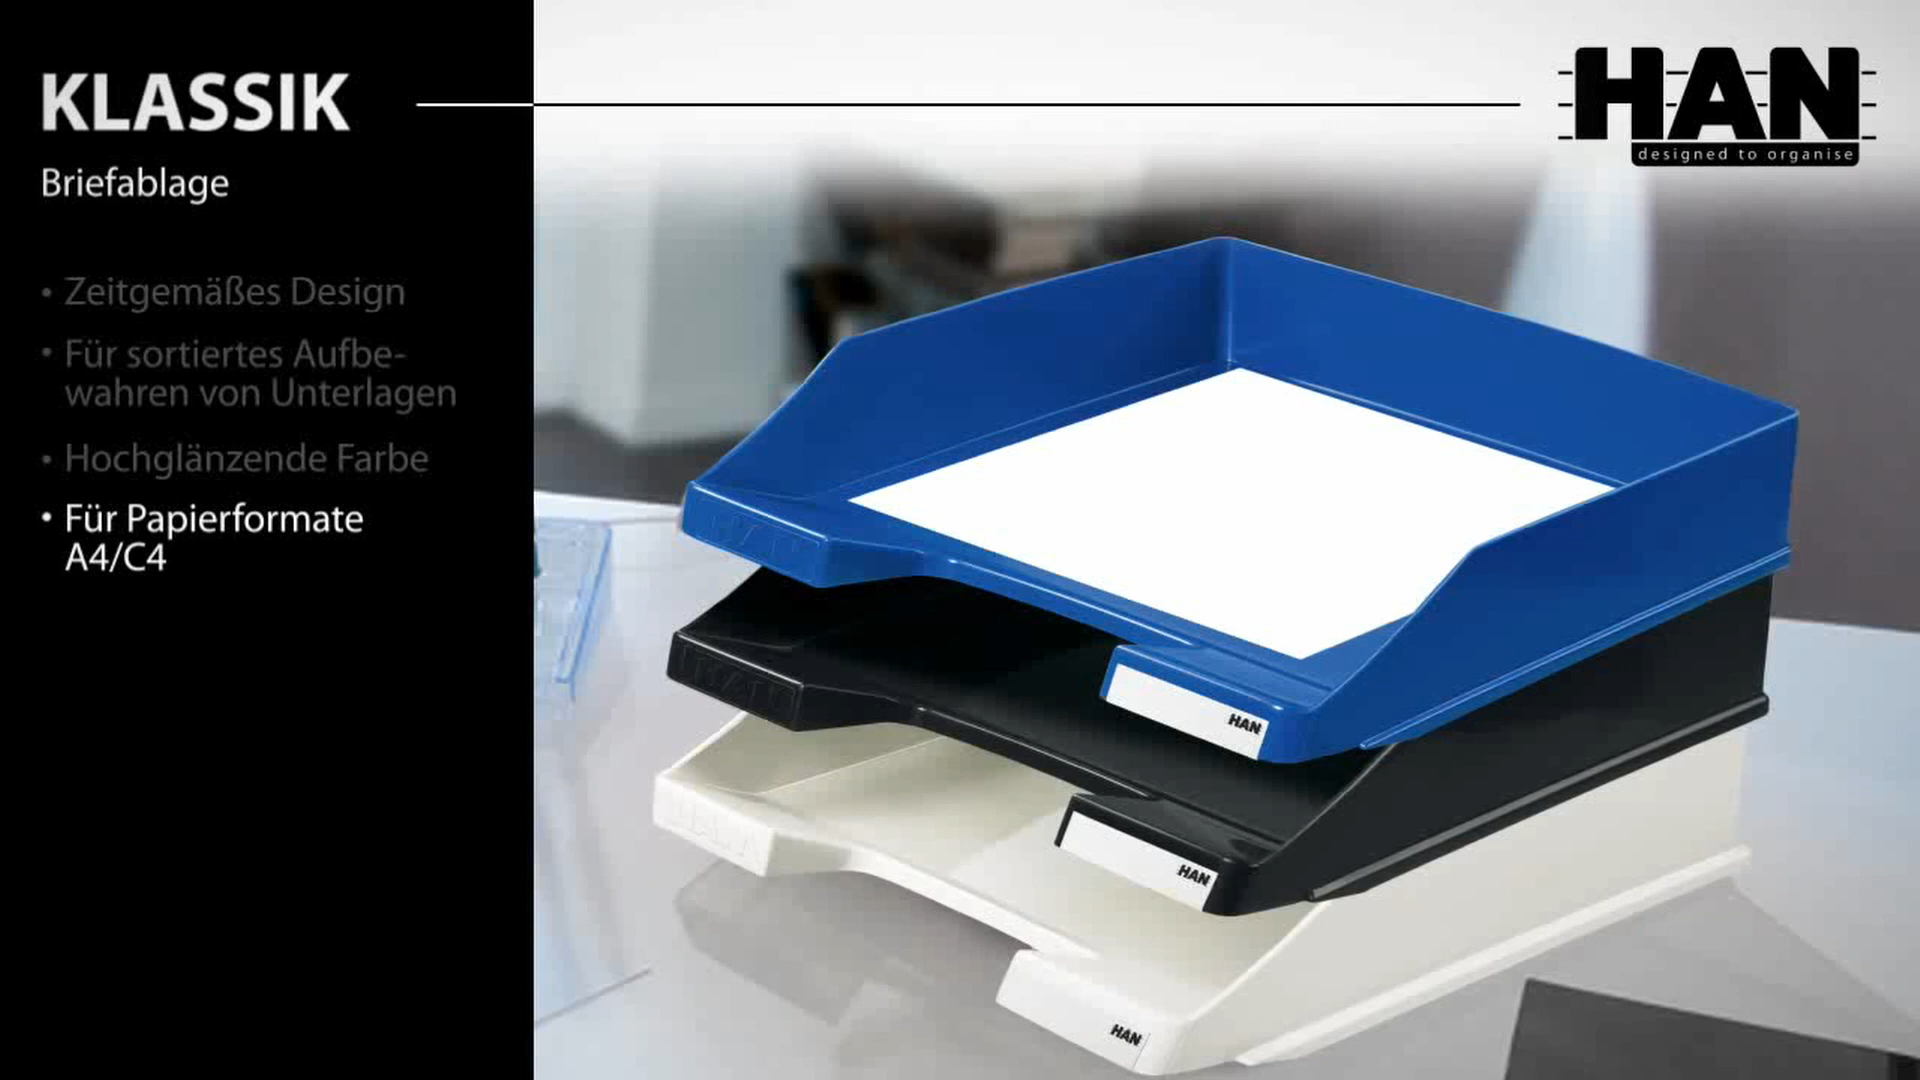 KLASSIK
Briefablage
• Zeitgemäßes Design
• Für sortiertes Aufbe-
wahren von Unterlagen
• Hochglänzende Farbe
• Für Papierformate
A4/C4
HAN
designed to organise
HAN
HAN
HAN